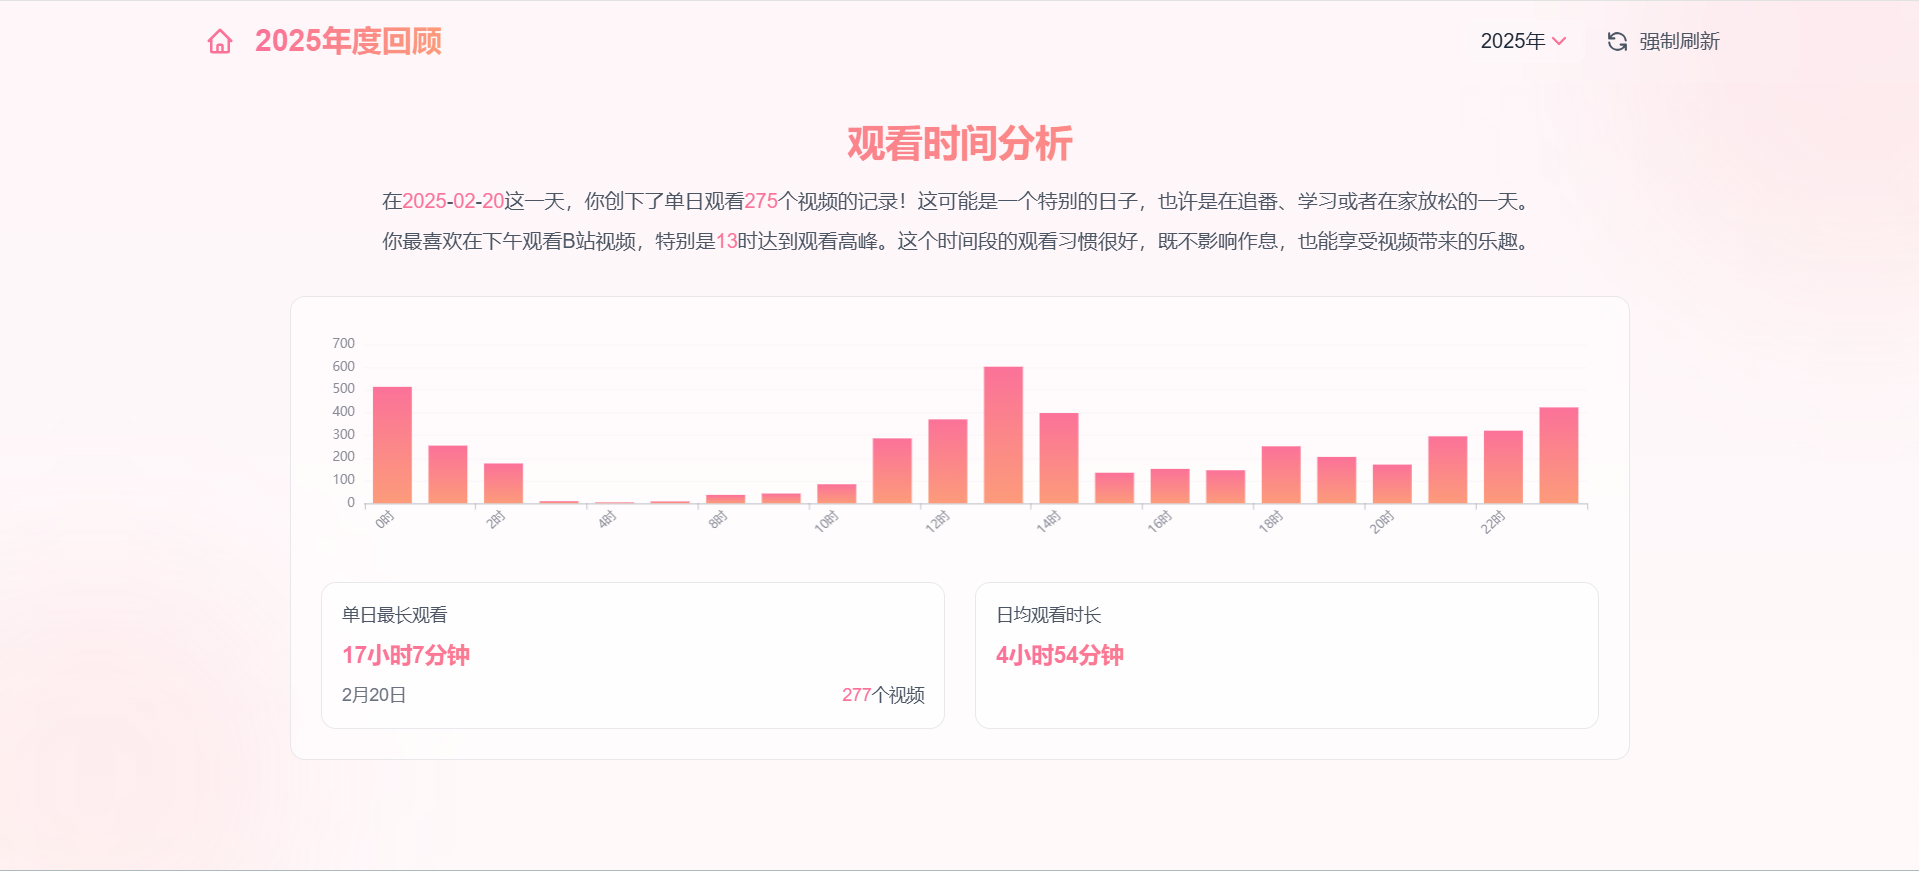 2025年度回顾
2025年
强制刷新
观看时间分析
在2025-02-20这一天，你创下了单日观看275个视频的记录！这可能是一个特别的日子，也许是在追番、学习或者在家放松的一天。
你最喜欢在下午观看B站视频，特别是13时达到观看高峰。这个时间段的观看习惯很好，既不影响作息，也能享受视频带来的乐趣。
700
600
500
400
300
200
100
0
0时
2时
4时
8时
10时
12时
14时
16时
18时
20时
22时
单日最长观看
17小时7分钟
2月20日
277个视频
日均观看时长
4小时54分钟